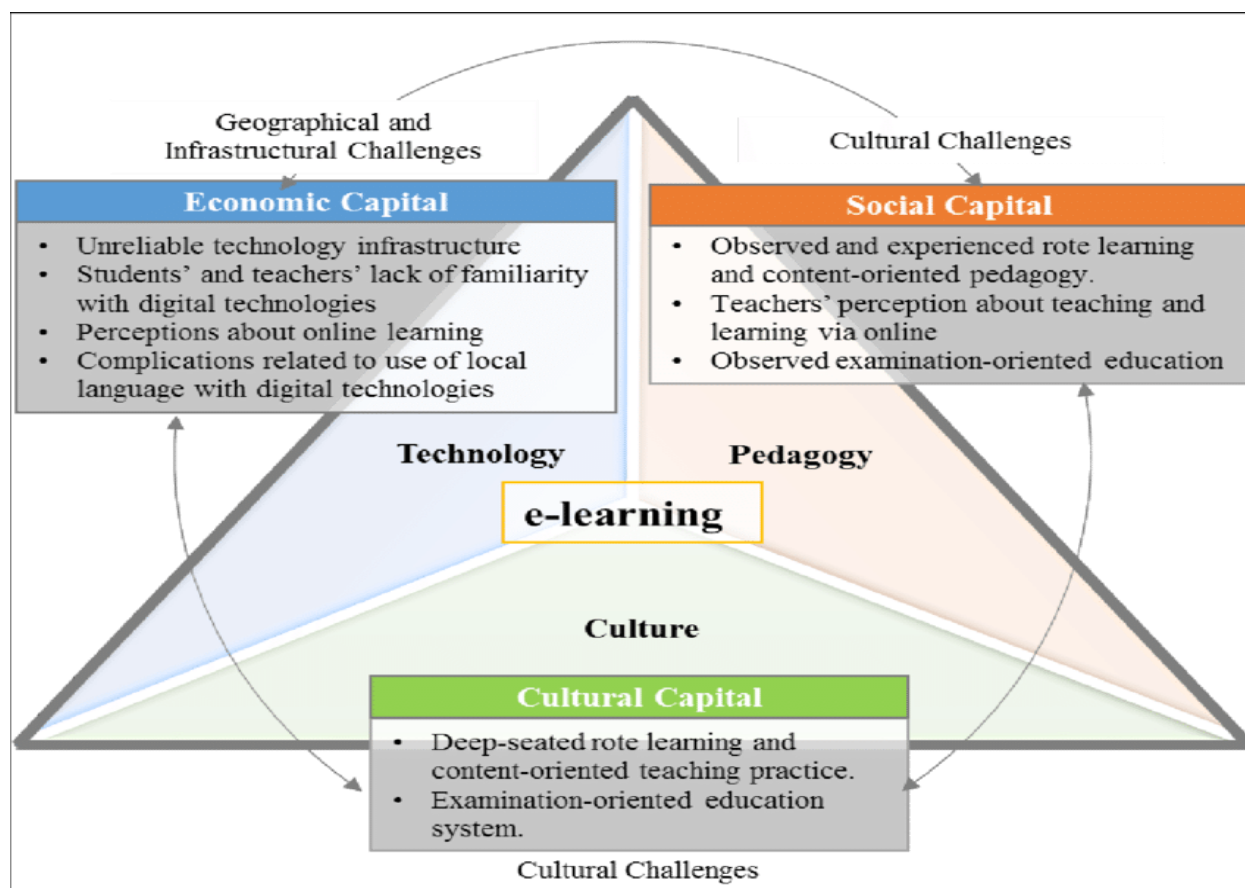 Geographical and
Infrastructural Challenges
Economic Capital
• Unreliable technology infrastructure
• Students’ and teachers’ lack of familiarity
with digital technologies
• Perceptions about online learning
• Complications related to use of local
language with digital technologies
Cultural Challenges
Social Capital
• Observed and experienced rote learning
and content-oriented pedagogy.
• Teachers’ perception about teaching and
learning via online
• Observed examination-oriented education
Technology
Pedagogy
e-learning
Culture
Cultural Capital
• Deep-seated rote learning and
content-oriented teaching practice.
• Examination-oriented education
system.
Cultural Challenges